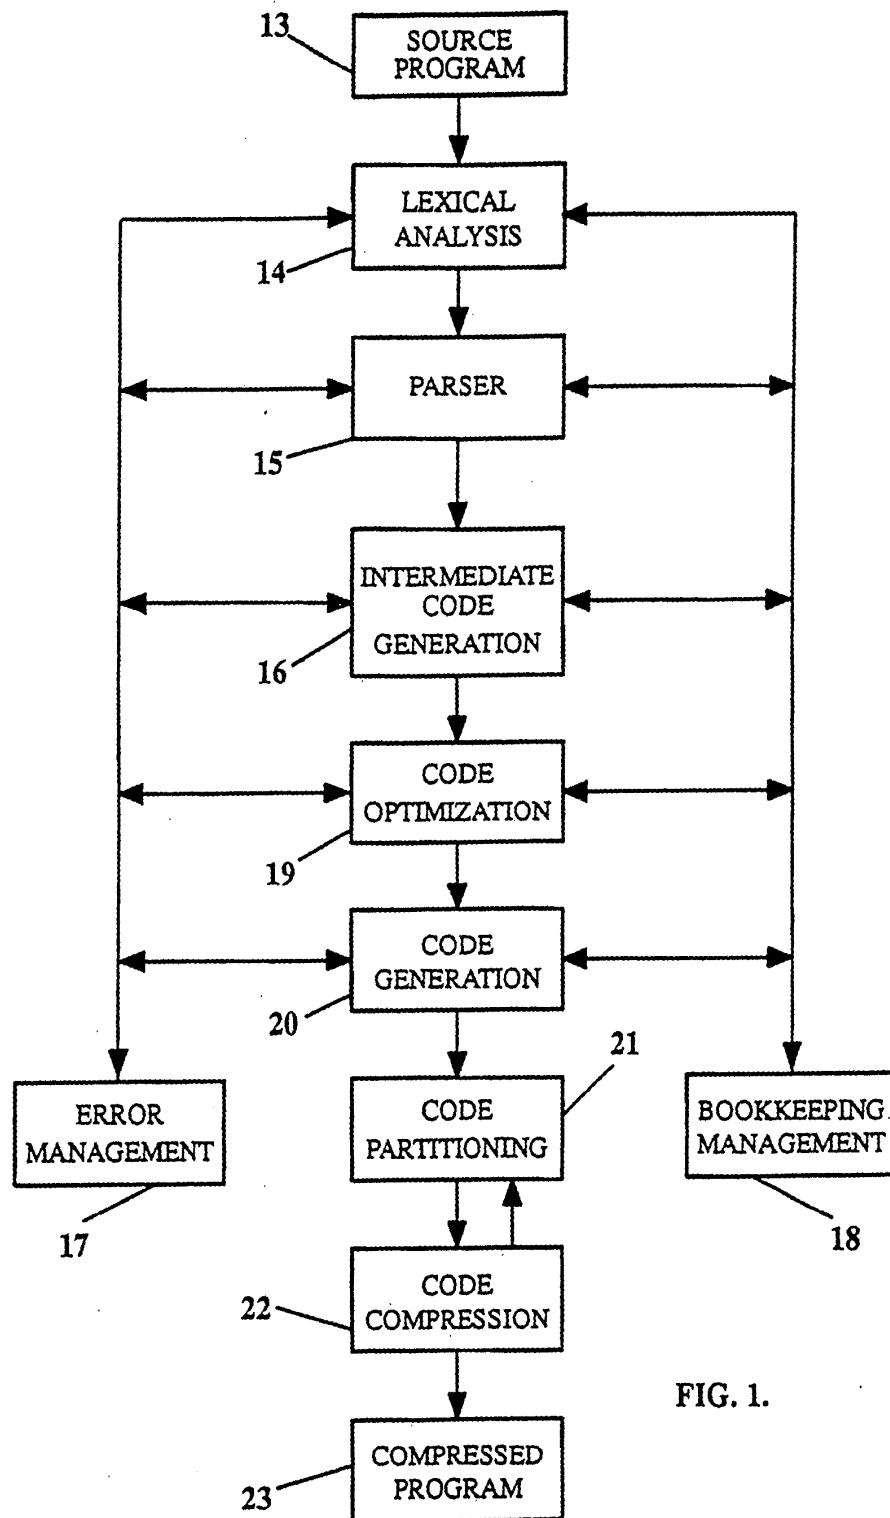 13
SOURCE
PROGRAM
LEXICAL
ANALYSIS
14
PARSER
15
INTERMEDIATE
CODE
GENERATION
16
CODE
OPTIMIZATION
19
CODE
GENERATION
20
21
ERROR
MANAGEMENT
17
CODE
PARTITIONING
BOOKKEEPING
MANAGEMENT
18
CODE
COMPRESSION
22
FIG. 1.
COMPRESSED
PROGRAM
23